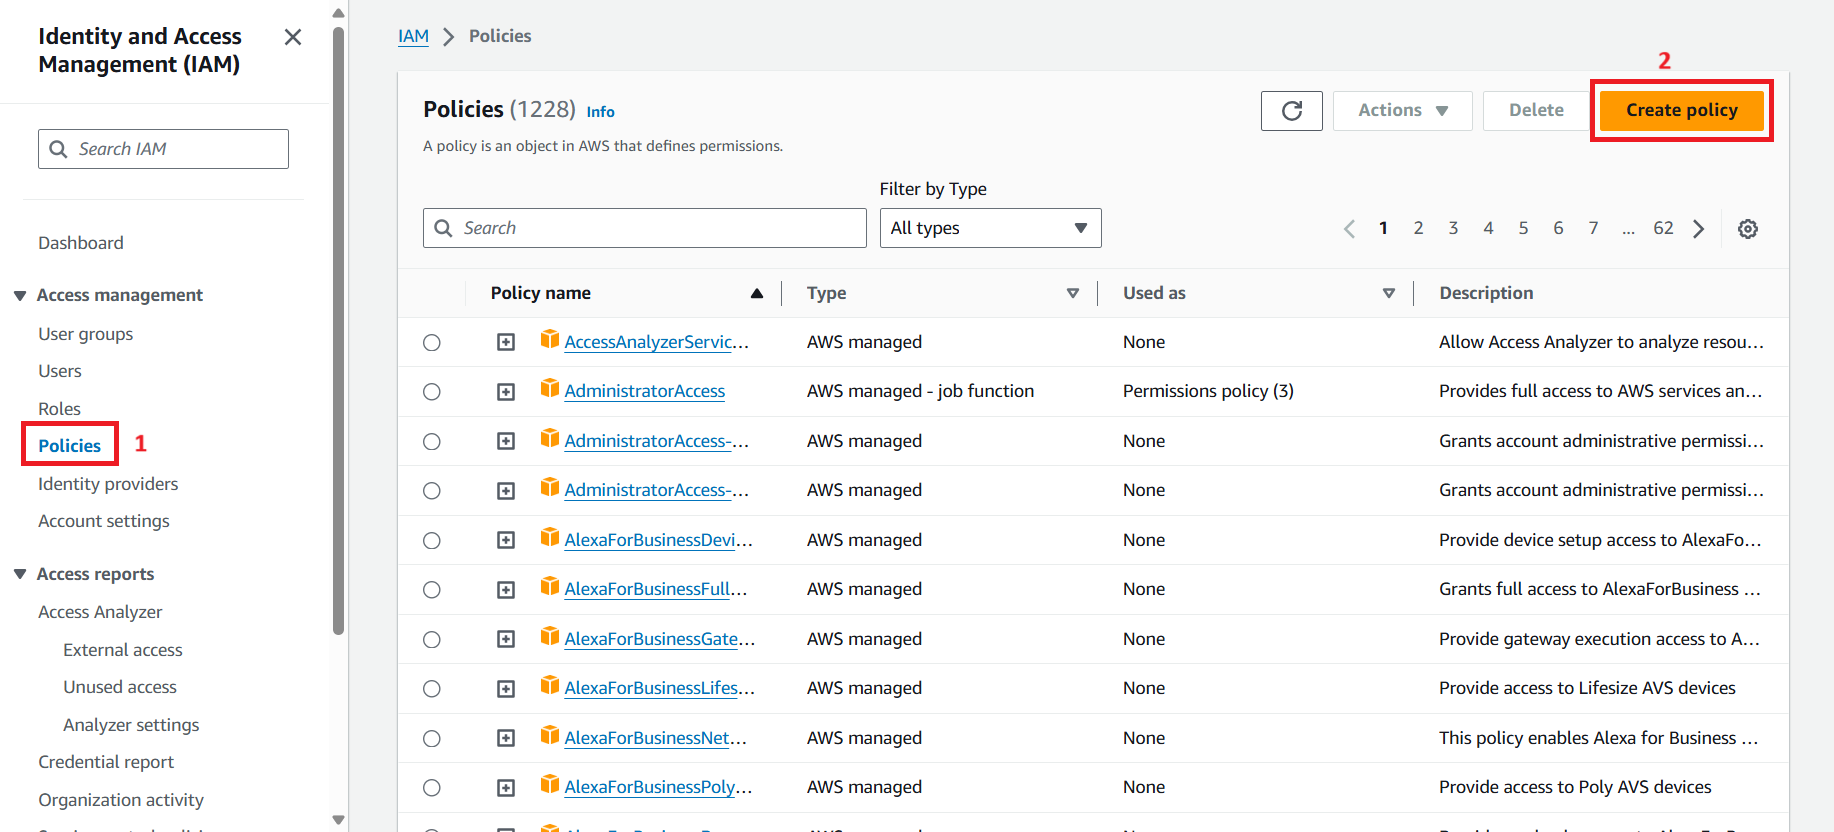 Identity and Access
Management (IAM)
Search IAM
Dashboard
Access management
User groups
Users
Roles
Policies 1
Identity providers
Account settings
Access reports
Access Analyzer
External access
Unused access
Analyzer settings
Credential report
Organization activity
IAM > Policies
2
Policies (1228) Info
Actions Delete Create policy
A policy is an object in AWS that defines permissions.
Filter by Type
Search All types 1 2 3 4 5 6 7 ... 62
Policy name Type Used as Description
AccessAnalyzerServic... AWS managed None Allow Access Analyzer to analyze resou...
AdministratorAccess AWS managed - job function Permissions policy (3) Provides full access to AWS services an...
AdministratorAccess-... AWS managed None Grants account administrative permissi...
AdministratorAccess-... AWS managed None Grants account administrative permissi...
AlexaForBusinessDevi... AWS managed None Provide device setup access to AlexaFo...
AlexaForBusinessFull... AWS managed None Grants full access to AlexaForBusiness ...
AlexaForBusinessGate... AWS managed None Provide gateway execution access to A...
AlexaForBusinessLifes... AWS managed None Provide access to Lifesize AVS devices
AlexaForBusinessNet... AWS managed None This policy enables Alexa for Business ...
AlexaForBusinessPoly... AWS managed None Provide access to Poly AVS devices